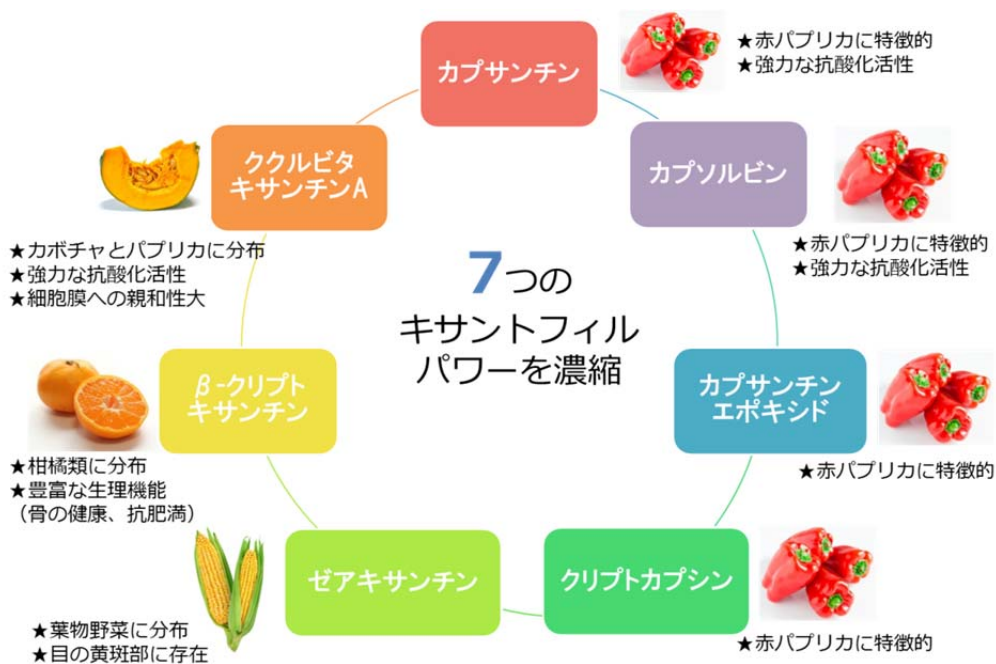 カプサンチン
★赤パプリカに特徴的
★強力な抗酸化活性
カプソルビン
★赤パプリカに特徴的
★強力な抗酸化活性
カプサンチン
エポキシド
★赤パプリカに特徴的
クリプトカプシン
★赤パプリカに特徴的
ゼアキサンチン
★葉物野菜に分布
★目の黄斑部に存在
β-クリプト
キサンチン
★柑橘類に分布
★豊富な生理機能
（骨の健康、抗肥満）
ククルビタ
キサンチンA
★カボチャとパプリカに分布
★強力な抗酸化活性
★細胞膜への親和性大
7つの
キサントフィル
パワーを濃縮